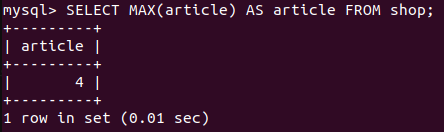 mysql> SELECT MAX(article) AS article FROM shop;
+---------+
| article |
+---------+
|       4 |
+---------+
1 row in set (0.01 sec)